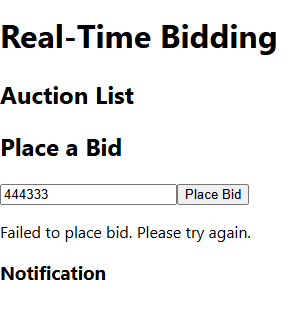 Real-Time Bidding
Auction List
Place a Bid
444333 Place Bid
Failed to place bid. Please try again.
Notification